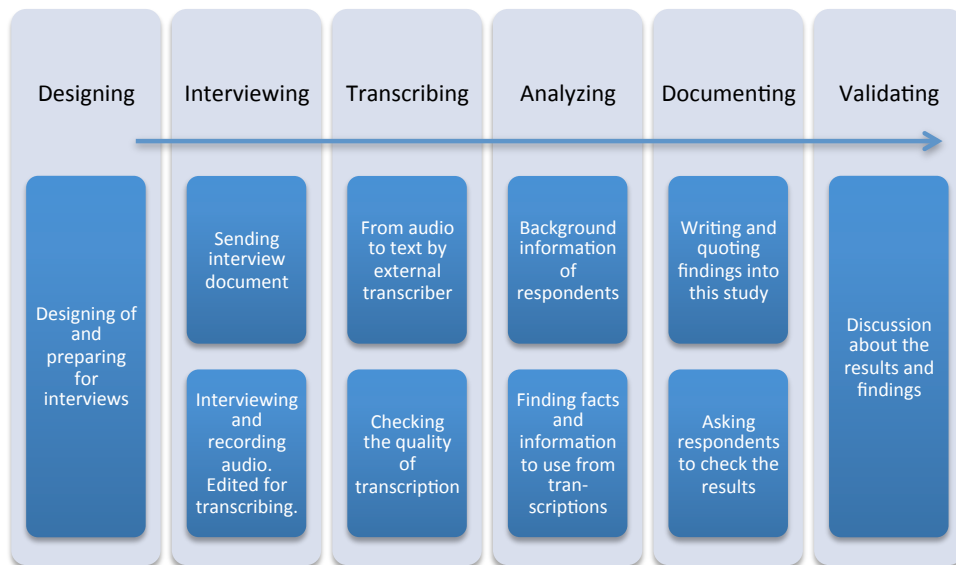 Designing
Interviewing
Transcribing
Analyzing
Documenting
Validating
Designing of
and
preparing
for
interviews
Sending
interview
document
Interviewing
and
recording
audio.
Edited for
transcribing.
From audio
to text by
external
transcriber
Checking
the quality
of
transcription
Background
information
of
respondents
Finding facts
and
information
to use from
tran-
scriptions
Writing and
quoting
findings into
this study
Asking
respondents
to check the
results
Discussion
about the
results and
findings